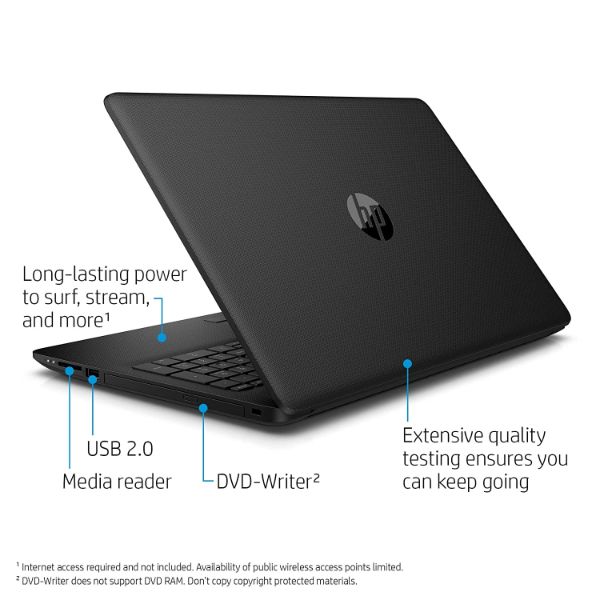 hp
Long-lasting power
to surf, stream,
and more¹
USB 2.0
Media reader
DVD-Writer²
Extensive quality
testing ensures you
can keep going
¹ Internet access required and not included. Availability of public wireless access points limited.
² DVD-Writer does not support DVD RAM. Don't copy copyright protected materials.